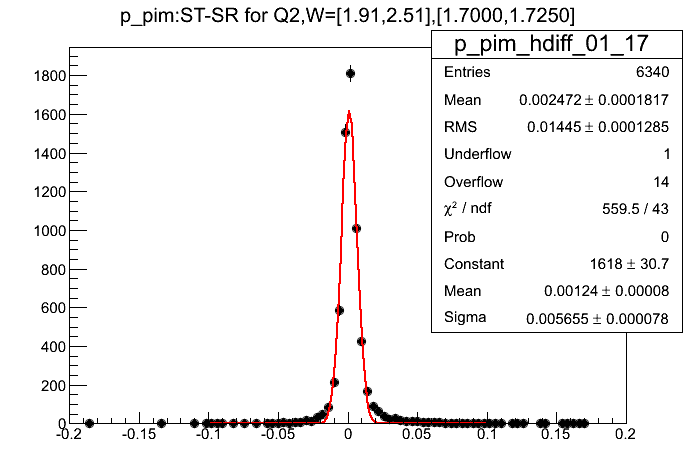 p_pim:ST-SR for Q2,W=[1.91,2.51],[1.7000,1.7250]
p_pim_hdiff_01_17
Entries 6340
Mean 0.002472 ± 0.0001817
RMS 0.01445 ± 0.0001285
Underflow 1
Overflow 14
χ² / ndf 559.5 / 43
Prob 0
Constant 1618 ± 30.7
Mean 0.00124 ± 0.00008
Sigma 0.005655 ± 0.000078
1800
1600
1400
1200
1000
800
600
400
200
0
-0.2 -0.15 -0.1 -0.05 0 0.05 0.1 0.15 0.2